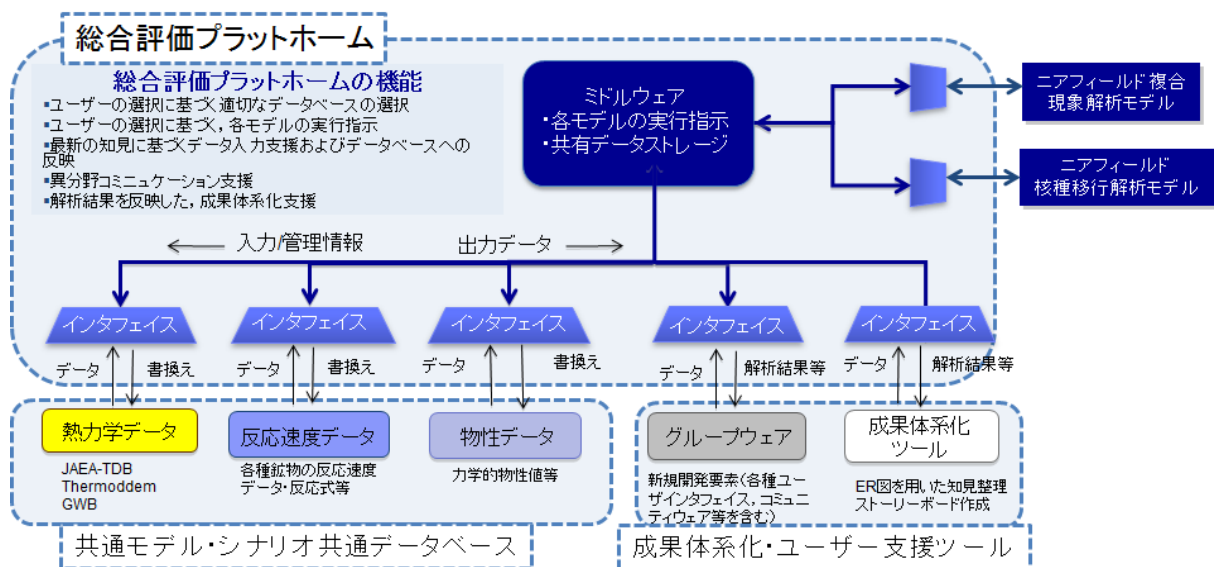 総合評価プラットホーム
総合評価プラットホームの機能
▪ユーザーの選択に基づく適切なデータベースの選択
▪ユーザーの選択に基づく，各モデルの実行指示
▪最新の知見に基づくデータ入力支援およびデータベースへの
反映
▪異分野コミュニュケーション支援
▪解析結果を反映した，成果体系化支援
ミドルウェア
・各モデルの実行指示
・共有データストレージ
ニアフィールド複合
現象解析モデル
ニアフィールド
核種移行解析モデル
入力/管理情報
出力データ
インタフェイス
インタフェイス
インタフェイス
インタフェイス
インタフェイス
データ
書換え
データ
書換え
データ
書換え
データ
解析結果等
データ
解析結果等
熱力学データ
JAEA-TDB
Thermoddem
GWB
反応速度データ
各種鉱物の反応速度
データ・反応式等
物性データ
力学的物性値等
グループウェア
新規開発要素（各種ユー
ザインタフェイス，コミュニ
ティウェア等を含む）
成果体系化
ツール
ER図を用いた知見整理
ストーリーボード作成
共通モデル・シナリオ共通データベース
成果体系化・ユーザー支援ツール